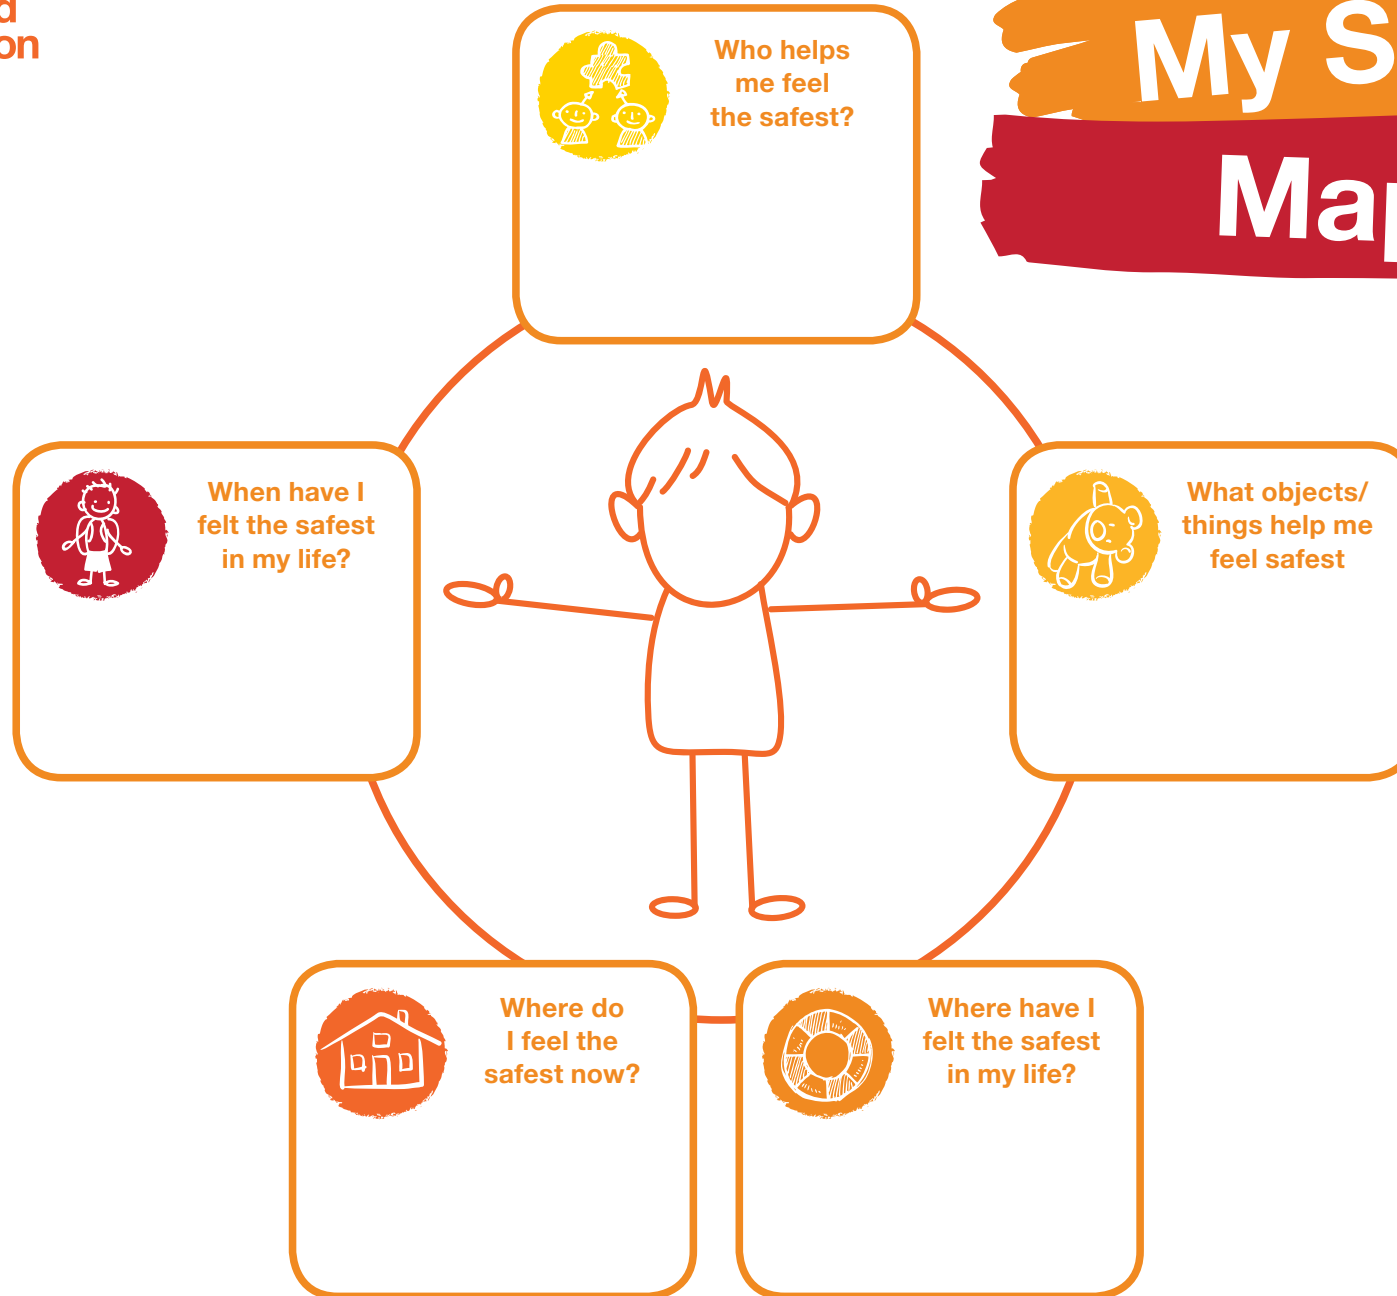 on
Who helps
me feel
the safest?
My S
Ma
When have I
felt the safest
in my life?
What objects/
things help me
feel safest
Where do
I feel the
safest now?
Where have I
felt the safest
in my life?